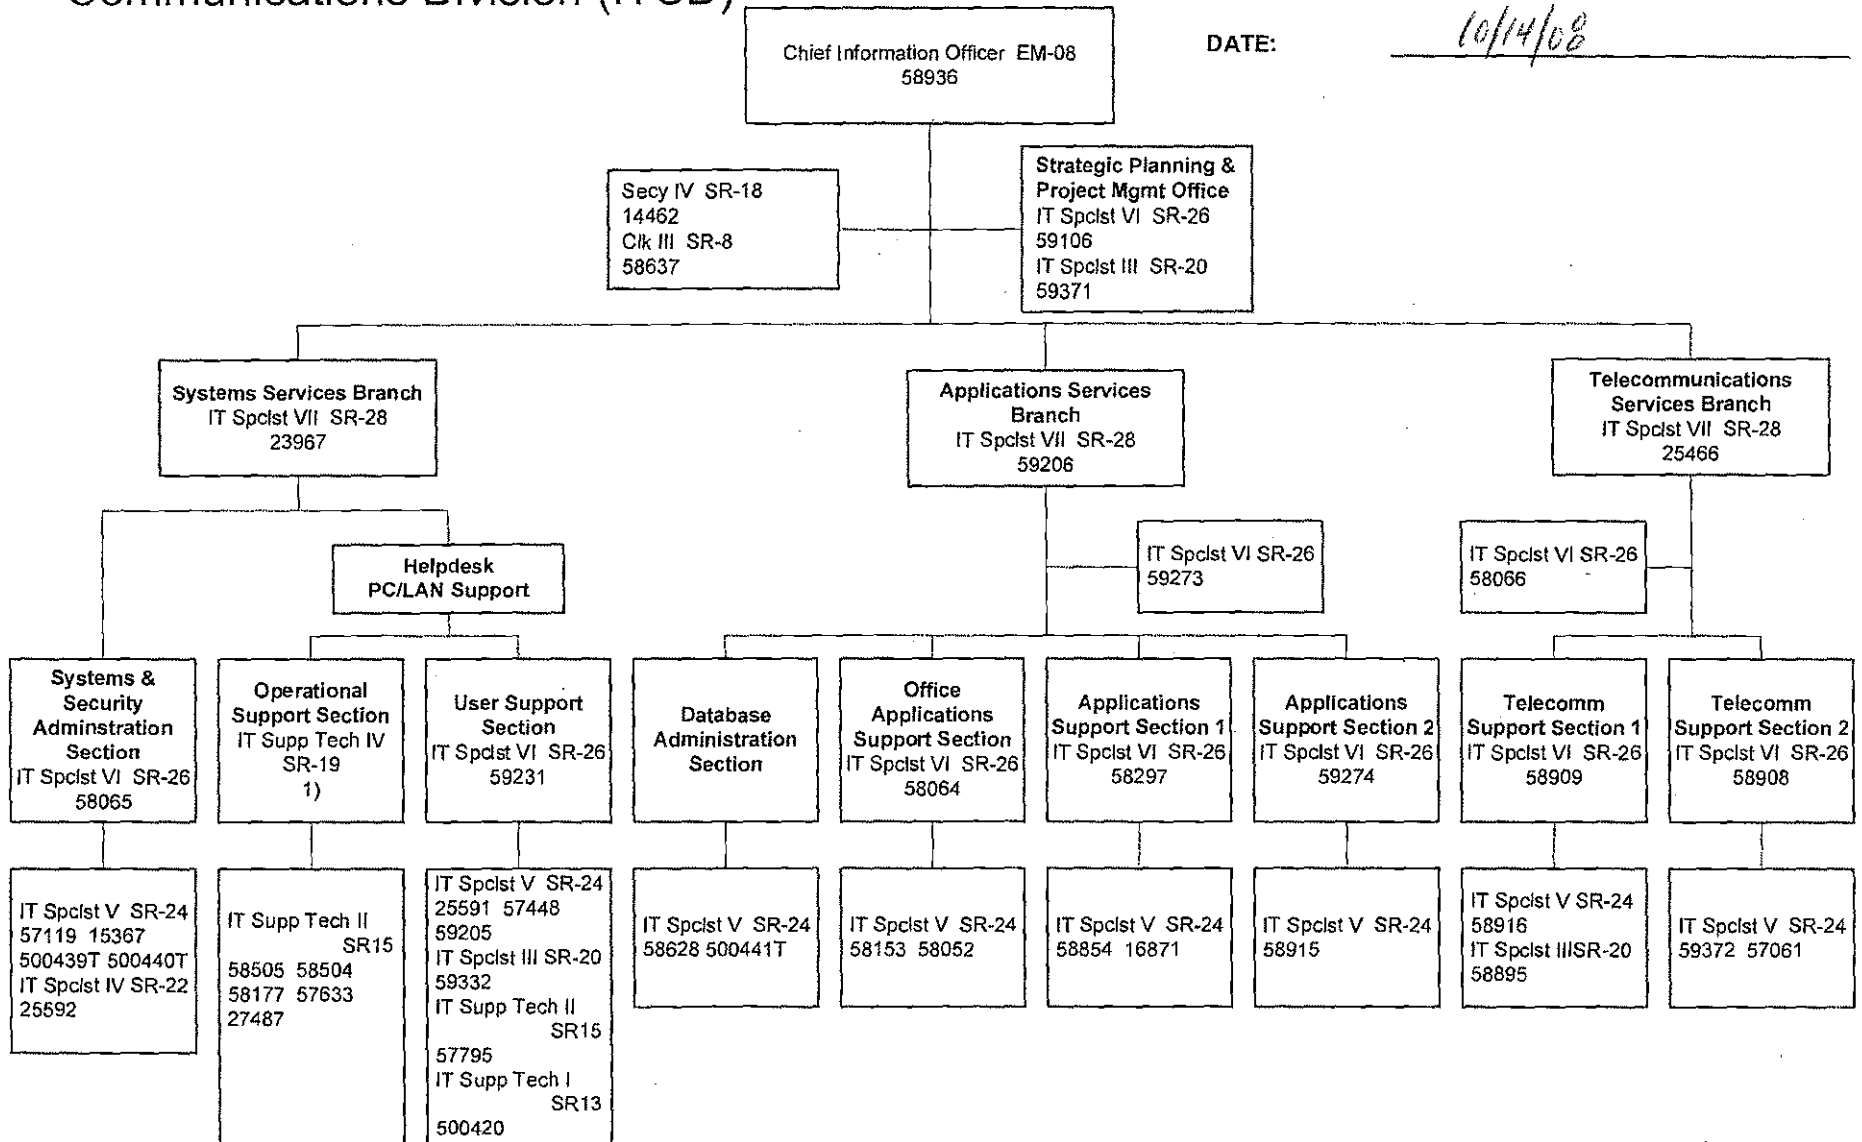 Communications Division (ITCD)
DATE: 10/14/08
Chief Information Officer EM-08
58936
Secy IV SR-18
14462
Clk III SR-8
58637
Strategic Planning &
Project Mgmt Office
IT Spclst VI SR-26
59106
IT Spclst III SR-20
59371
Systems Services Branch
IT Spclst VII SR-28
23967
Applications Services
Branch
IT Spclst VII SR-28
59206
Telecommunications
Services Branch
IT Spclst VII SR-28
25466
Helpdesk
PC/LAN Support
IT Spclst VI SR-26
59273
IT Spclst VI SR-26
58066
Systems &
Security
Adminstration
Section
IT Spclst VI SR-26
58065
Operational
Support Section
IT Supp Tech IV
SR-19
1)
User Support
Section
IT Spclst VI SR-26
59231
Database
Administration
Section
Office
Applications
Support Section
IT Spclst VI SR-26
58064
Applications
Support Section 1
IT Spclst VI SR-26
58297
Applications
Support Section 2
IT Spclst VI SR-26
59274
Telecomm
Support Section 1
IT Spclst VI SR-26
58909
Telecomm
Support Section 2
IT Spclst VI SR-26
58908
IT Spclst V SR-24
57119 15367
500439T 500440T
IT Spclst IV SR-22
25592
IT Supp Tech II
SR15
58505 58504
58177 57633
27487
IT Spclst V SR-24
25591 57448
59205
IT Spclst III SR-20
59332
IT Supp Tech II
SR15
57795
IT Supp Tech I
SR13
500420
IT Spclst V SR-24
58628 500441T
IT Spclst V SR-24
58153 58052
IT Spclst V SR-24
58854 16871
IT Spclst V SR-24
58915
IT Spclst V SR-24
58916
IT Spclst IIISR-20
58895
IT Spclst V SR-24
59372 57061